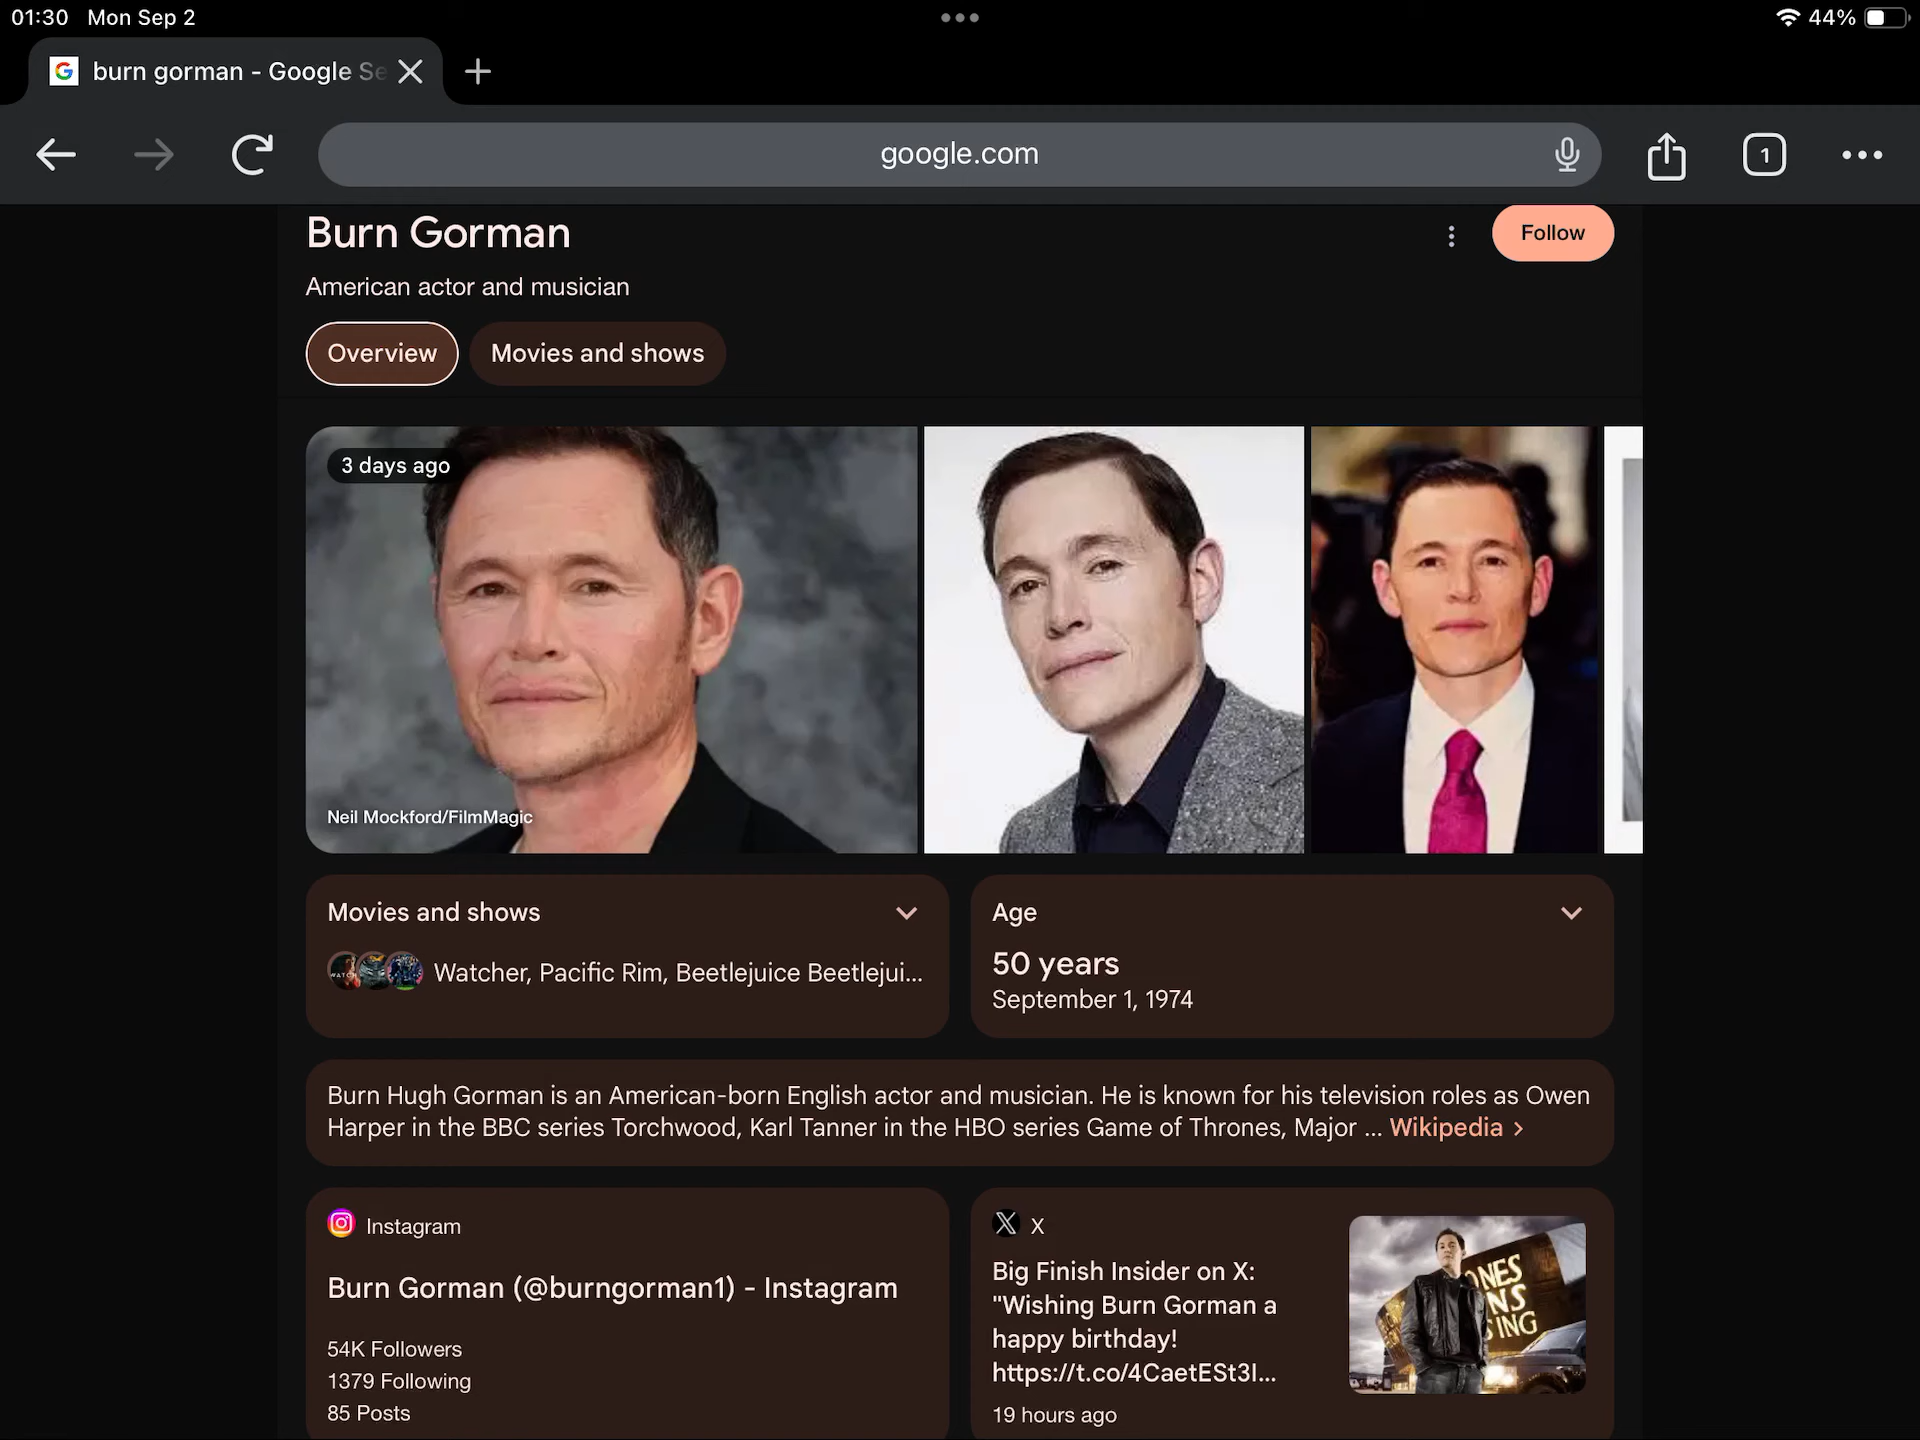 01:30 Mon Sep 2
44%
burn gorman - Google Se
google.com
1
Burn Gorman
Follow
American actor and musician
Overview
Movies and shows
3 days ago
Neil Mockford/FilmMagic
Movies and shows
Watcher, Pacific Rim, Beetlejuice Beetlejui...
Age
50 years
September 1, 1974
Burn Hugh Gorman is an American-born English actor and musician. He is known for his television roles as Owen
Harper in the BBC series Torchwood, Karl Tanner in the HBO series Game of Thrones, Major ... Wikipedia
Instagram
Burn Gorman (@burngorman1) - Instagram
54K Followers
1379 Following
85 Posts
X
Big Finish Insider on X:
"Wishing Burn Gorman a
happy birthday!
https://t.co/4CaetESt3I...
19 hours ago